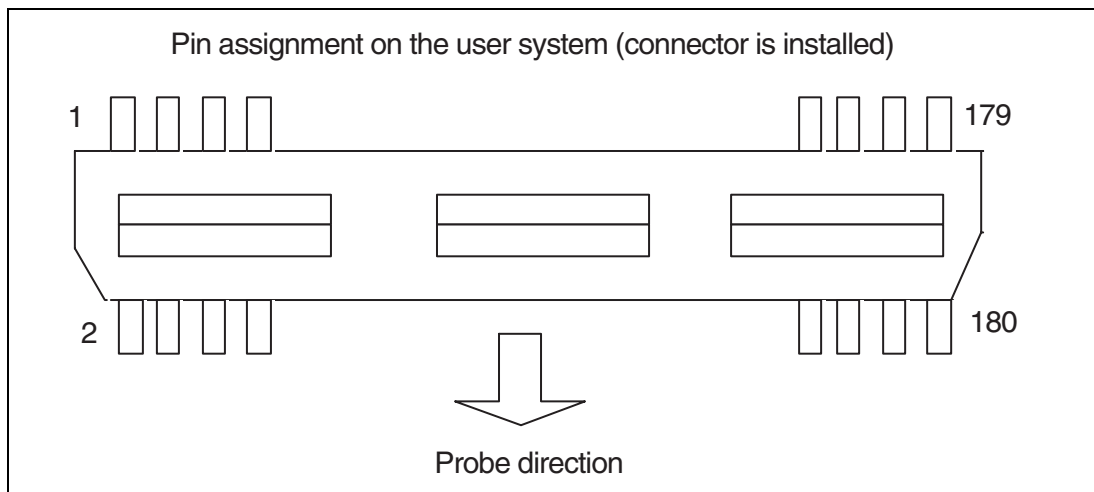 Pin assignment on the user system (connector is installed)
1
179
2
180
Probe direction